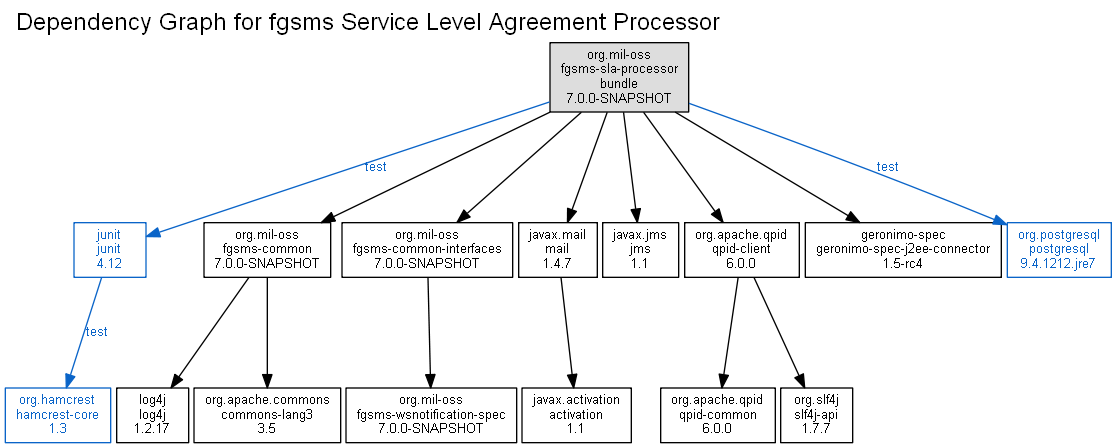 Dependency Graph for fgsms Service Level Agreement Processor
org.mil-oss
fgsms-sla-processor
bundle
7.0.0-SNAPSHOT
test
test
junit
junit
4.12
org.mil-oss
fgsms-common
7.0.0-SNAPSHOT
org.mil-oss
fgsms-common-interfaces
7.0.0-SNAPSHOT
javax.mail
mail
1.4.7
javax.jms
jms
1.1
org.apache.qpid
qpid-client
6.0.0
geronimo-spec
geronimo-spec-j2ee-connector
1.5-rc4
org.postgresql
postgresql
9.4.1212.jre7
test
org.hamcrest
hamcrest-core
1.3
log4j
log4j
1.2.17
org.apache.commons
commons-lang3
3.5
org.mil-oss
fgsms-wsnotification-spec
7.0.0-SNAPSHOT
javax.activation
activation
1.1
org.apache.qpid
qpid-common
6.0.0
org.slf4j
slf4j-api
1.7.7